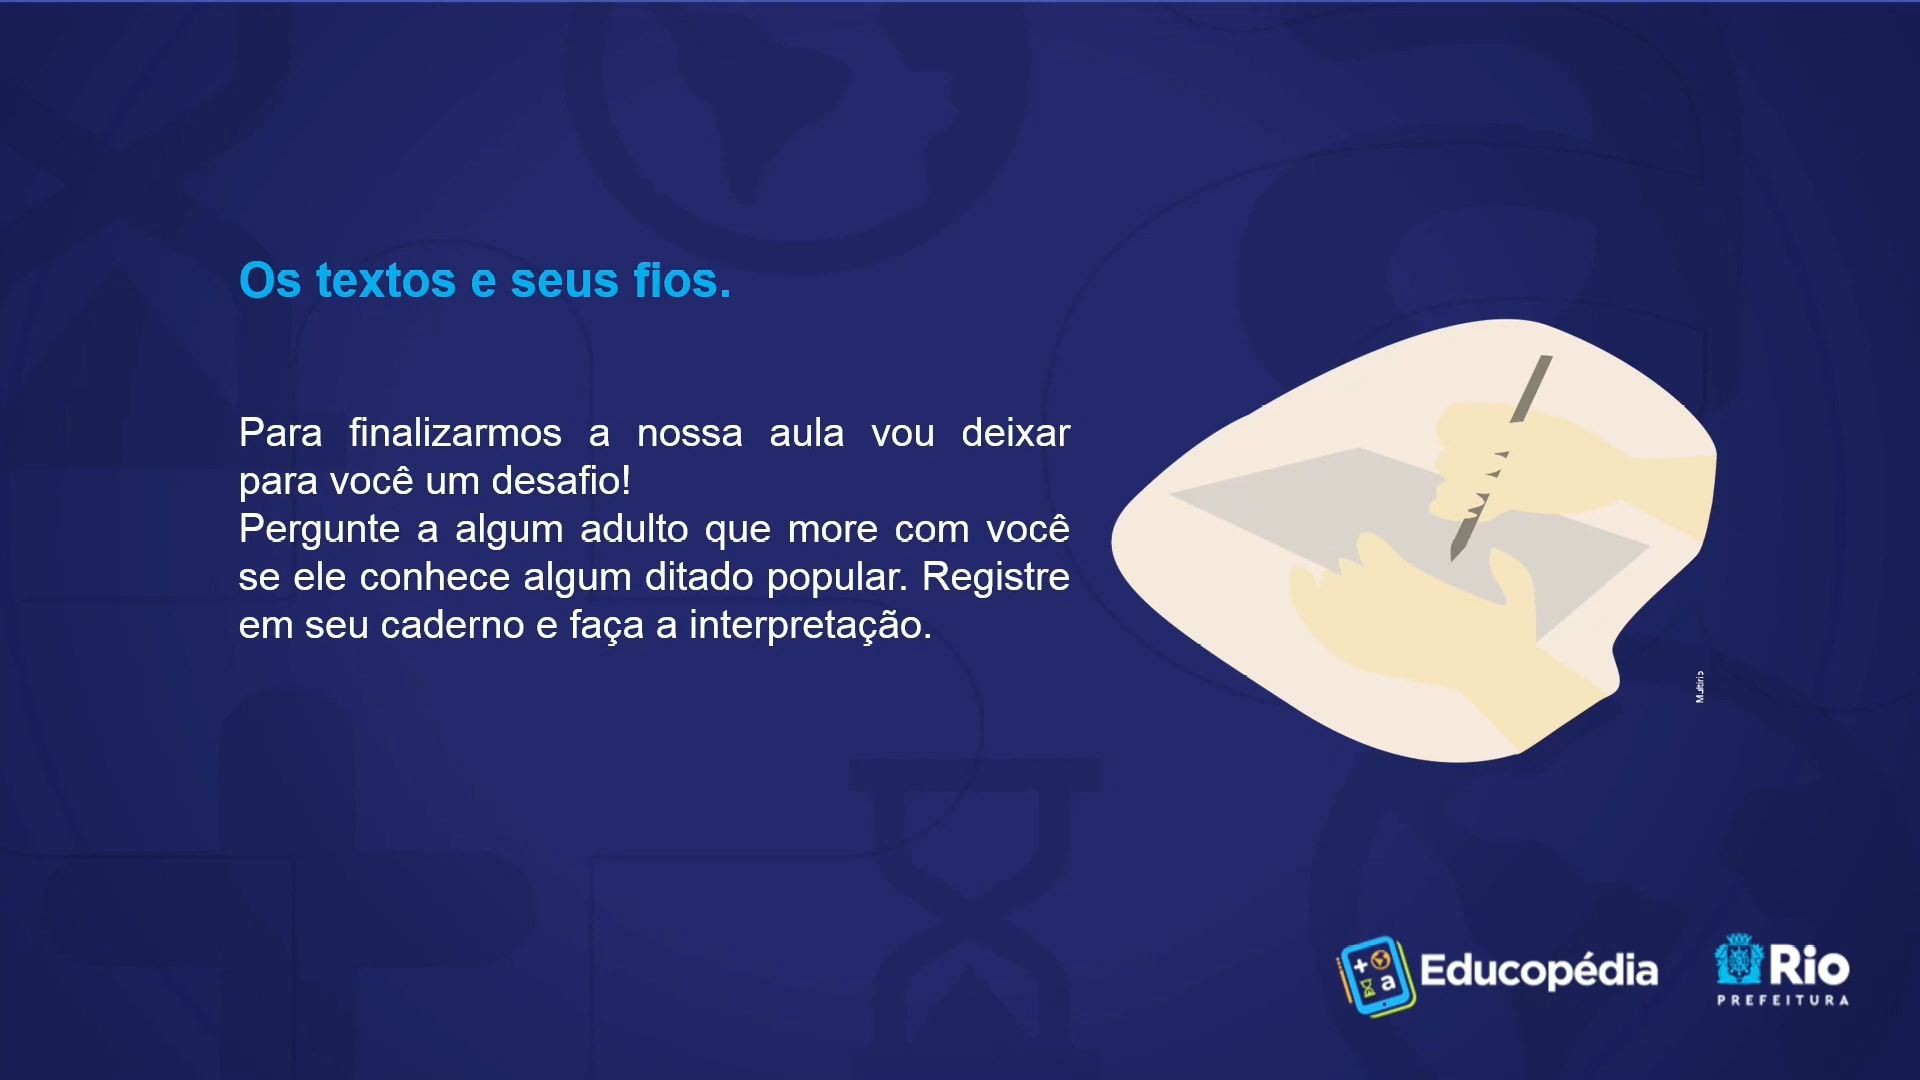 Os textos e seus fios.
Para finalizarmos a nossa aula vou deixar
para você um desafio!
Pergunte a algum adulto que more com você
se ele conhece algum ditado popular. Registre
em seu caderno e faça a interpretação.
Multirio
+
a
Educopédia
Rio
PREFEITURA